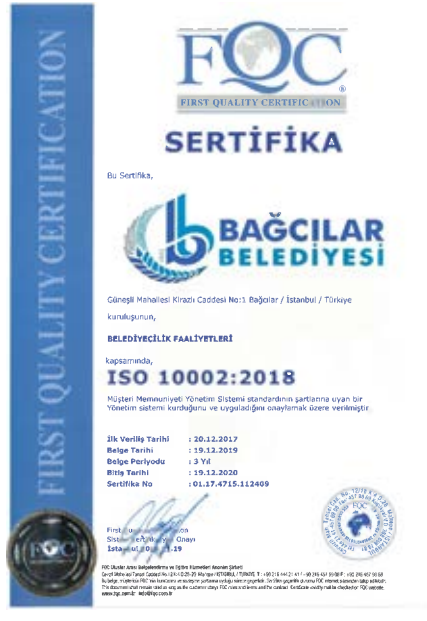 FIRST QUALITY CERTIFICATION
FQC
®
FIRST QUALITY CERTIFICATION
SERTİFİKA
Bu Sertifika,
b BAĞCILAR
BELEDİYESİ
Güneşli Mahallesi Kirazlı Caddesi No:1 Bağcılar / İstanbul / Türkiye
kuruluşunun,
BELEDİYECİLİK FAALİYETLERİ
kapsamında,
ISO 10002:2018
Müşteri Memnuniyeti Yönetim Sistemi standardının şartlarına uyan bir
Yönetim sistemi kurduğunu ve uyguladığını onaylamak üzere verilmiştir
İlk Veriliş Tarihi : 20.12.2017
Belge Tarihi : 19.12.2019
Belge Periyodu : 3 Yıl
Bitiş Tarihi : 19.12.2020
Sertifika No : 01.17.4715.112409
First
Onayı
FQC
FQC